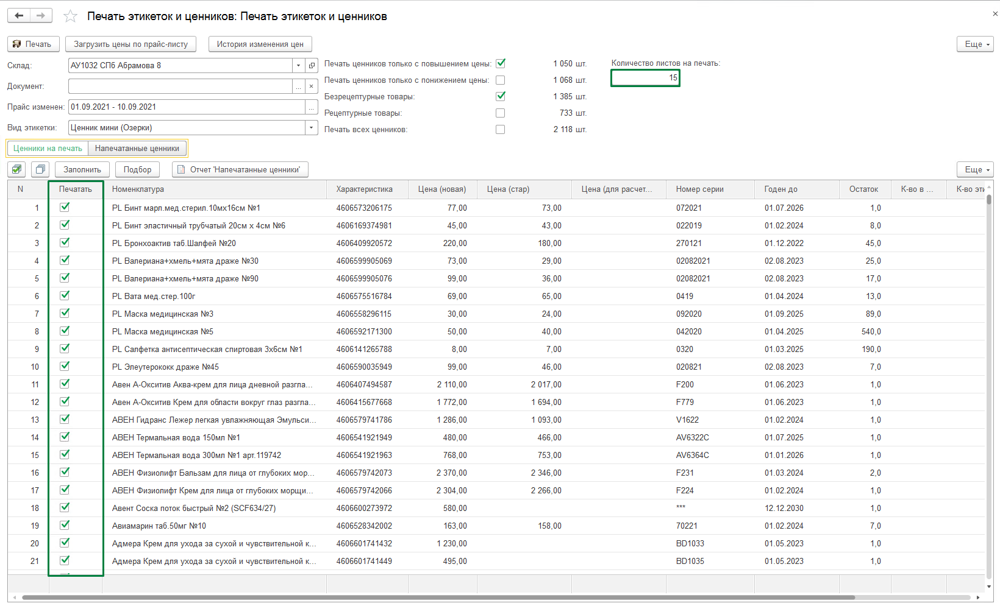 Печать этикеток и ценников: Печать этикеток и ценников
Печать Загрузить цены по прайс-листу История изменения цен Еще
Склад: АУ1032 СПб Абрамова 8 Печать ценников только с повышением цены: 1 050 шт. Количество листов на печать:
Документ: ... Печать ценников только с понижением цены: 1 068 шт. 15
Безрецептурные товары: 1 385 шт.
Прайс изменен: 01.09.2021 - 10.09.2021 ... Рецептурные товары: 733 шт.
Вид этикетки: Ценник мини (Озерки) Печать всех ценников: 2 118 шт.
Ценники на печать Напечатанные ценники
Заполнить Подбор Отчет 'Напечатанные ценники' Еще
N Печатать Номенклатура Характеристика Цена (новая) Цена (стар) Цена (для расчет... Номер серии Годен до Остаток К-во в ... К-во эти
1 PL Бинт марл.мед.стерил.10мх16см №1 4606573206175 77,00 73,00 072021 01.07.2026 1,0
2 PL Бинт эластичный трубчатый 20см х 4см №6 4606169374981 45,00 43,00 022019 01.02.2024 8,0
3 PL Бронхоактив таб.Шалфей №20 4606409920572 220,00 180,00 270121 01.12.2022 45,0
4 PL Валериана+хмель+мята драже №30 4606599905069 73,00 29,00 02082021 02.08.2023 25,0
5 PL Валериана+хмель+мята драже №90 4606599905076 99,00 36,00 02082021 02.08.2023 17,0
6 PL Вата мед.стер.100г 4606575516784 69,00 65,00 0419 01.04.2024 13,0
7 PL Маска медицинская №3 4606558296115 30,00 24,00 092020 01.09.2025 89,0
8 PL Маска медицинская №5 4606592171300 50,00 40,00 042020 01.04.2025 540,0
9 PL Салфетка антисептическая спиртовая 3х6см №1 4606141265788 8,00 7,00 0320 01.03.2025 190,0
10 PL Элеутерококк драже №45 4606590035949 99,00 46,00 020821 02.08.2023 7,0
11 Авен А-Окситив Аква-крем для лица дневной разгла... 4606407494587 2 110,00 2 017,00 F200 01.06.2023 1,0
12 Авен А-Окситив Крем для области вокруг глаз разгла... 4606415677668 1 772,00 1 694,00 F779 01.06.2023 1,0
13 АВЕН Гидранс Лежер легкая увлажняющая Эмульси... 4606579741786 1 286,00 1 093,00 V1622 01.02.2024 1,0
14 АВЕН Термальная вода 150мл №1 4606541921949 480,00 466,00 AV6322C 01.07.2025 1,0
15 АВЕН Термальная вода 300мл №1 арт.119742 4606541921963 768,00 753,00 AV6364C 01.01.2026 1,0
16 АВЕН Физиолифт Бальзам для лица от глубоких мор... 4606579742073 2 370,00 2 346,00 F231 01.03.2024 2,0
17 АВЕН Физиолифт Крем для лица от глубоких морщи... 4606579742066 2 304,00 2 266,00 F224 01.02.2024 1,0
18 Авент Соска поток быстрый №2 (SCF634/27) 4606600273972 580,00 *** 12.12.2030 1,0
19 Авиамарин таб.50мг №10 4606528342002 163,00 158,00 70221 01.02.2024 7,0
20 Адмера Крем для ухода за сухой и чувствительной к... 4606601741432 1 230,00 BD1033 01.05.2023 1,0
21 Адмера Крем для ухода за сухой и чувствительной к... 4606601741449 495,00 BD1035 01.05.2023 1,0